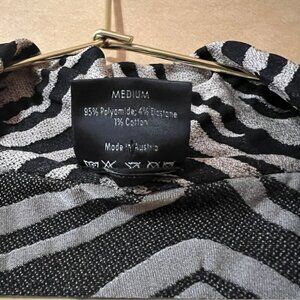 MEDIUM
95% Polyamide; 4% Elastane
1% Cotton
Made in Austria